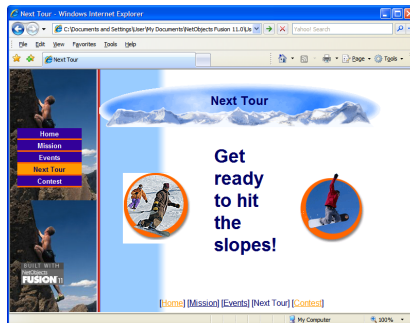 Next Tour - Windows Internet Explorer
C:\Documents and Settings\User\My Documents\NetObjects Fusion 11.0\Us
Yahoo! Search
File Edit View Favorites Tools Help
Next Tour
Page Tools
Next Tour
Home
Mission
Events
Next Tour
Contest
Get
ready
to hit
the
slopes!
BUILT WITH
NetObjects
FUSION 11
[Home] [Mission] [Events] [Next Tour] [Contest]
My Computer
100%